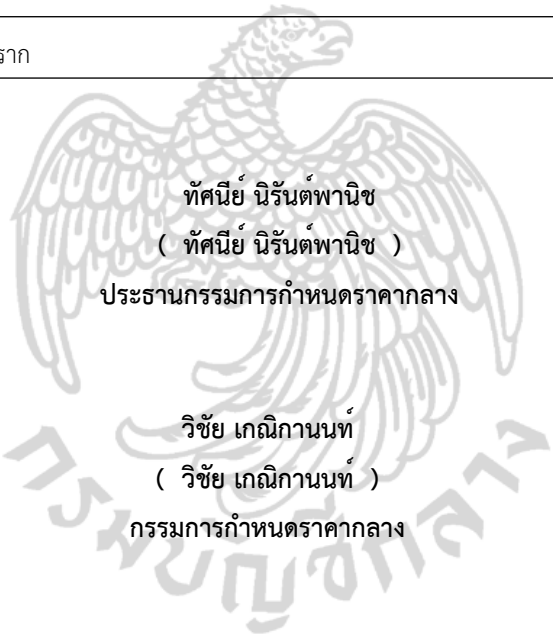 ราก
ทัศนีย์ นิรันต์พานิช
( ทัศนีย์ นิรันต์พานิช )
ประธานกรรมการกำหนดราคากลาง
วิชัย เกณิกานนท์
( วิชัย เกณิกานนท์ )
กรรมการกำหนดราคากลาง
กรมบัญชีกลาง